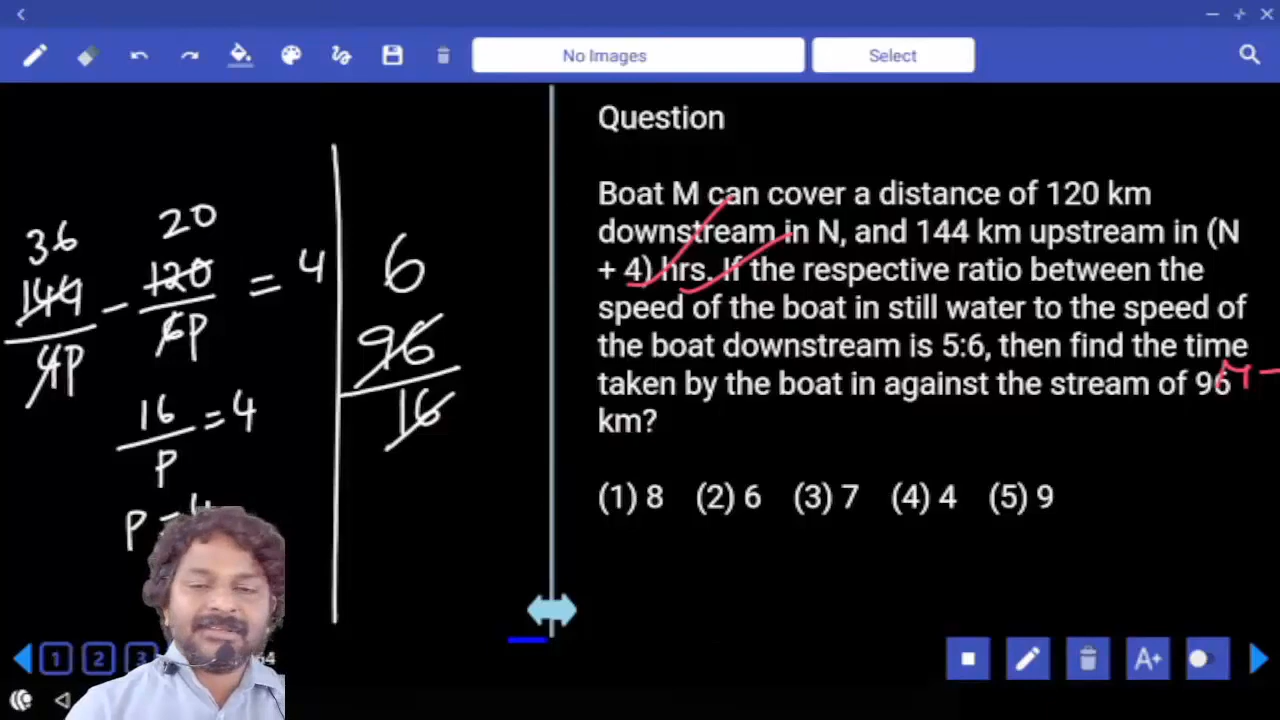 No Images
Select
Question
Boat M can cover a distance of 120 km
downstream in N, and 144 km upstream in (N
+ 4) hrs. If the respective ratio between the
speed of the boat in still water to the speed of
the boat downstream is 5:6, then find the time
taken by the boat in against the stream of 96
km?
(1) 8 (2) 6 (3) 7 (4) 4 (5) 9
36 20
144/4P - 120/6P = 4
16/P = 4
P = 4
6
96
16
1 2 3
A+